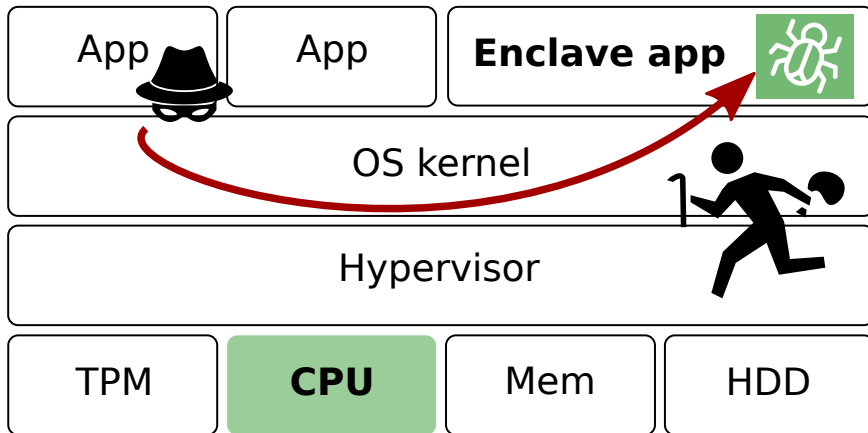 App
App
Enclave app
OS kernel
Hypervisor
TPM
CPU
Mem
HDD